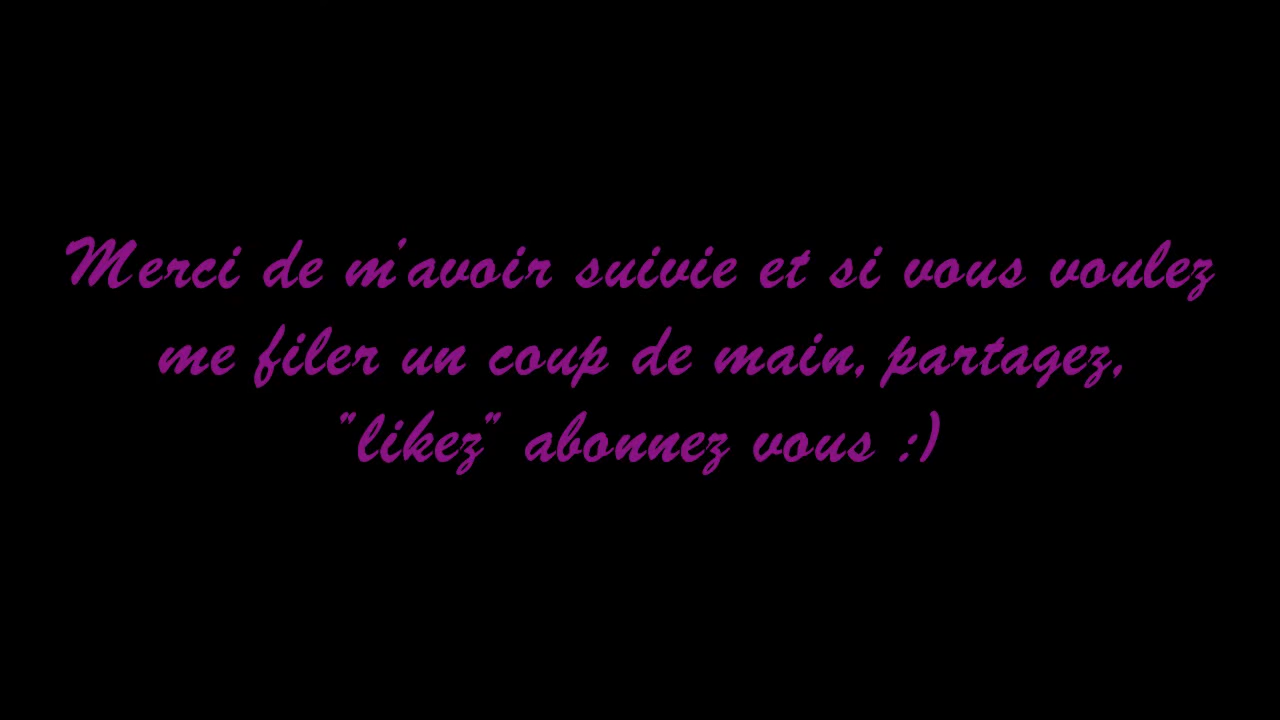 Merci de m'avoir suivie et si vous voulez
me filer un coup de main, partagez,
"likez" abonnez vous :)